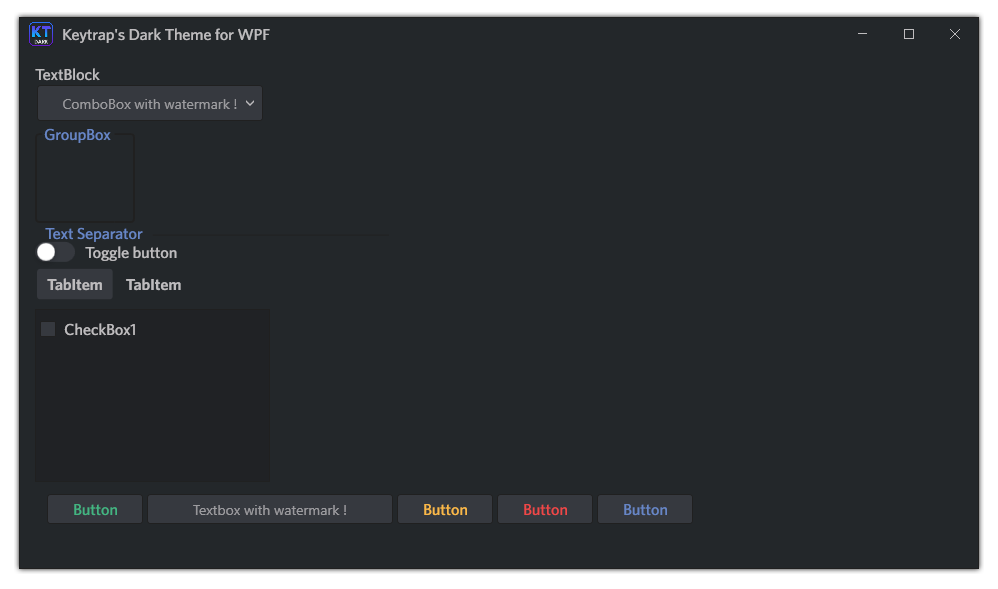 KT
DARK
Keytrap's Dark Theme for WPF
TextBlock
ComboBox with watermark !
GroupBox
Text Separator
Toggle button
TabItem TabItem
CheckBox1
Button Textbox with watermark ! Button Button Button